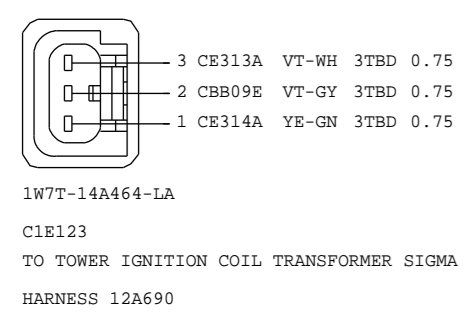 3 CE313A VT-WH 3TBD 0.75
2 CBB09E VT-GY 3TBD 0.75
1 CE314A YE-GN 3TBD 0.75
1W7T-14A464-LA
C1E123
TO TOWER IGNITION COIL TRANSFORMER SIGMA
HARNESS 12A690